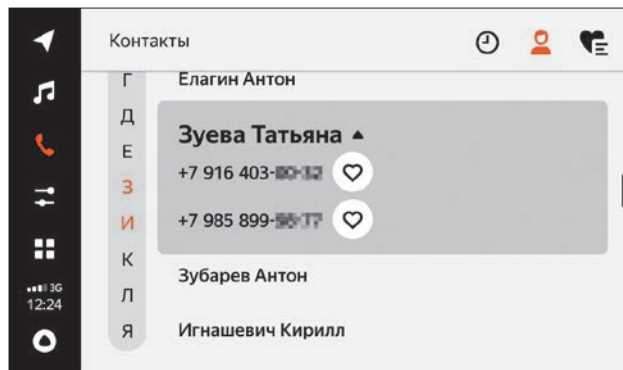 Контакты
Г
Д
Е
З
И
К
Л
Я
Елагин Антон
Зуева Татьяна
+7 916 403-
+7 985 899-
Зубарев Антон
Игнашевич Кирилл
3G
12:24